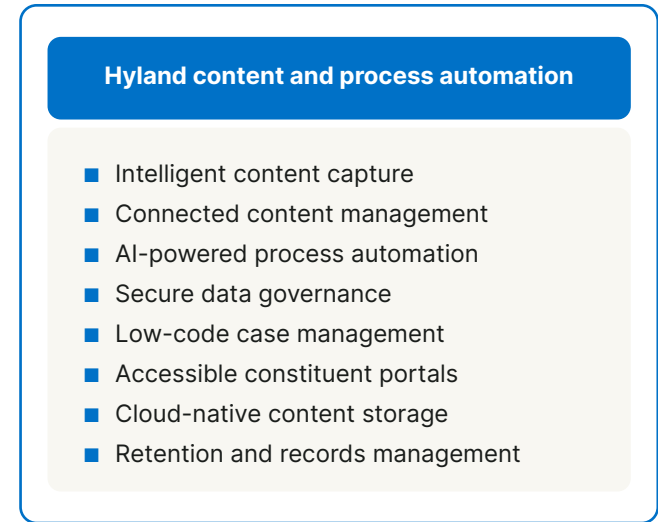 Hyland content and process automation
■ Intelligent content capture
■ Connected content management
■ AI-powered process automation
■ Secure data governance
■ Low-code case management
■ Accessible constituent portals
■ Cloud-native content storage
■ Retention and records management